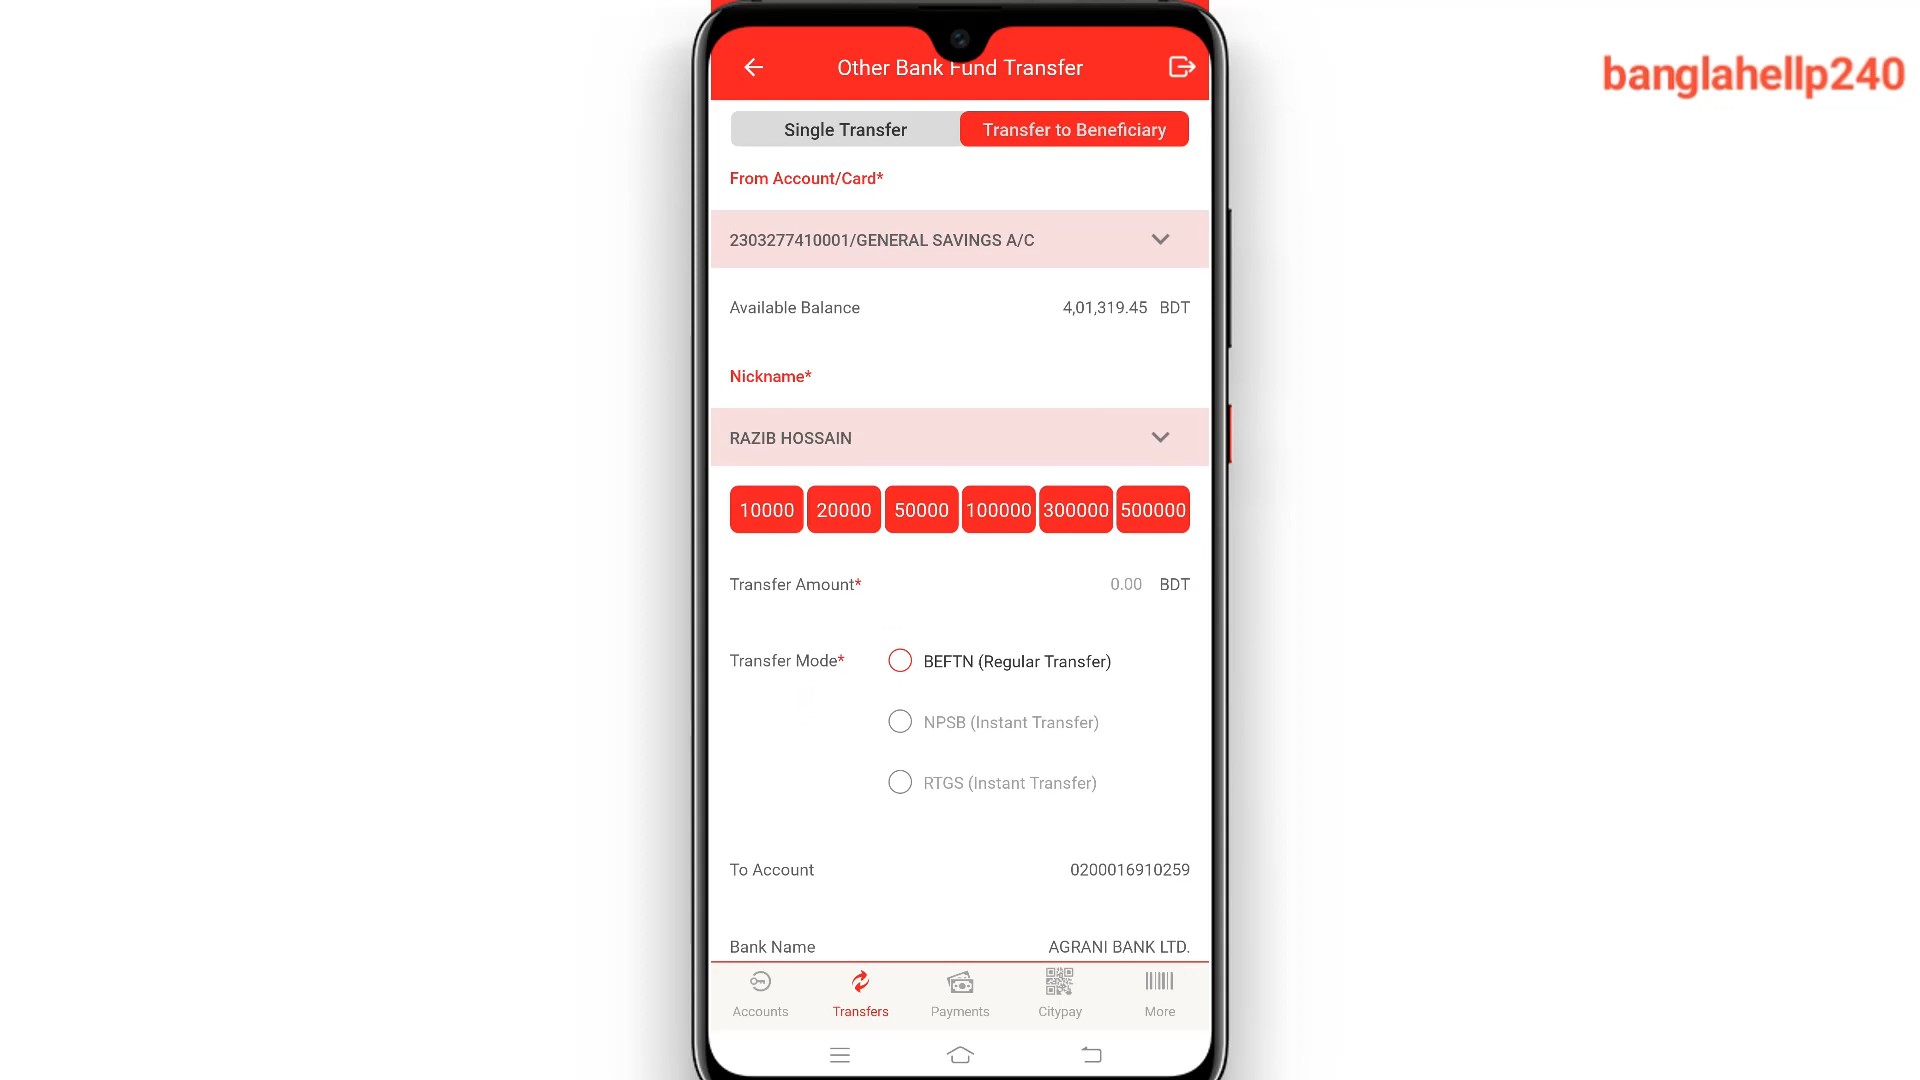 banglahellp240
Other Bank Fund Transfer
Single Transfer
Transfer to Beneficiary
From Account/Card*
2303277410001/GENERAL SAVINGS A/C
Available Balance 4,01,319.45 BDT
Nickname*
RAZIB HOSSAIN
10000 20000 50000 100000 300000 500000
Transfer Amount* 0.00 BDT
Transfer Mode* BEFTN (Regular Transfer)
NPSB (Instant Transfer)
RTGS (Instant Transfer)
To Account 0200016910259
Bank Name AGRANI BANK LTD.
Accounts Transfers Payments Citypay More